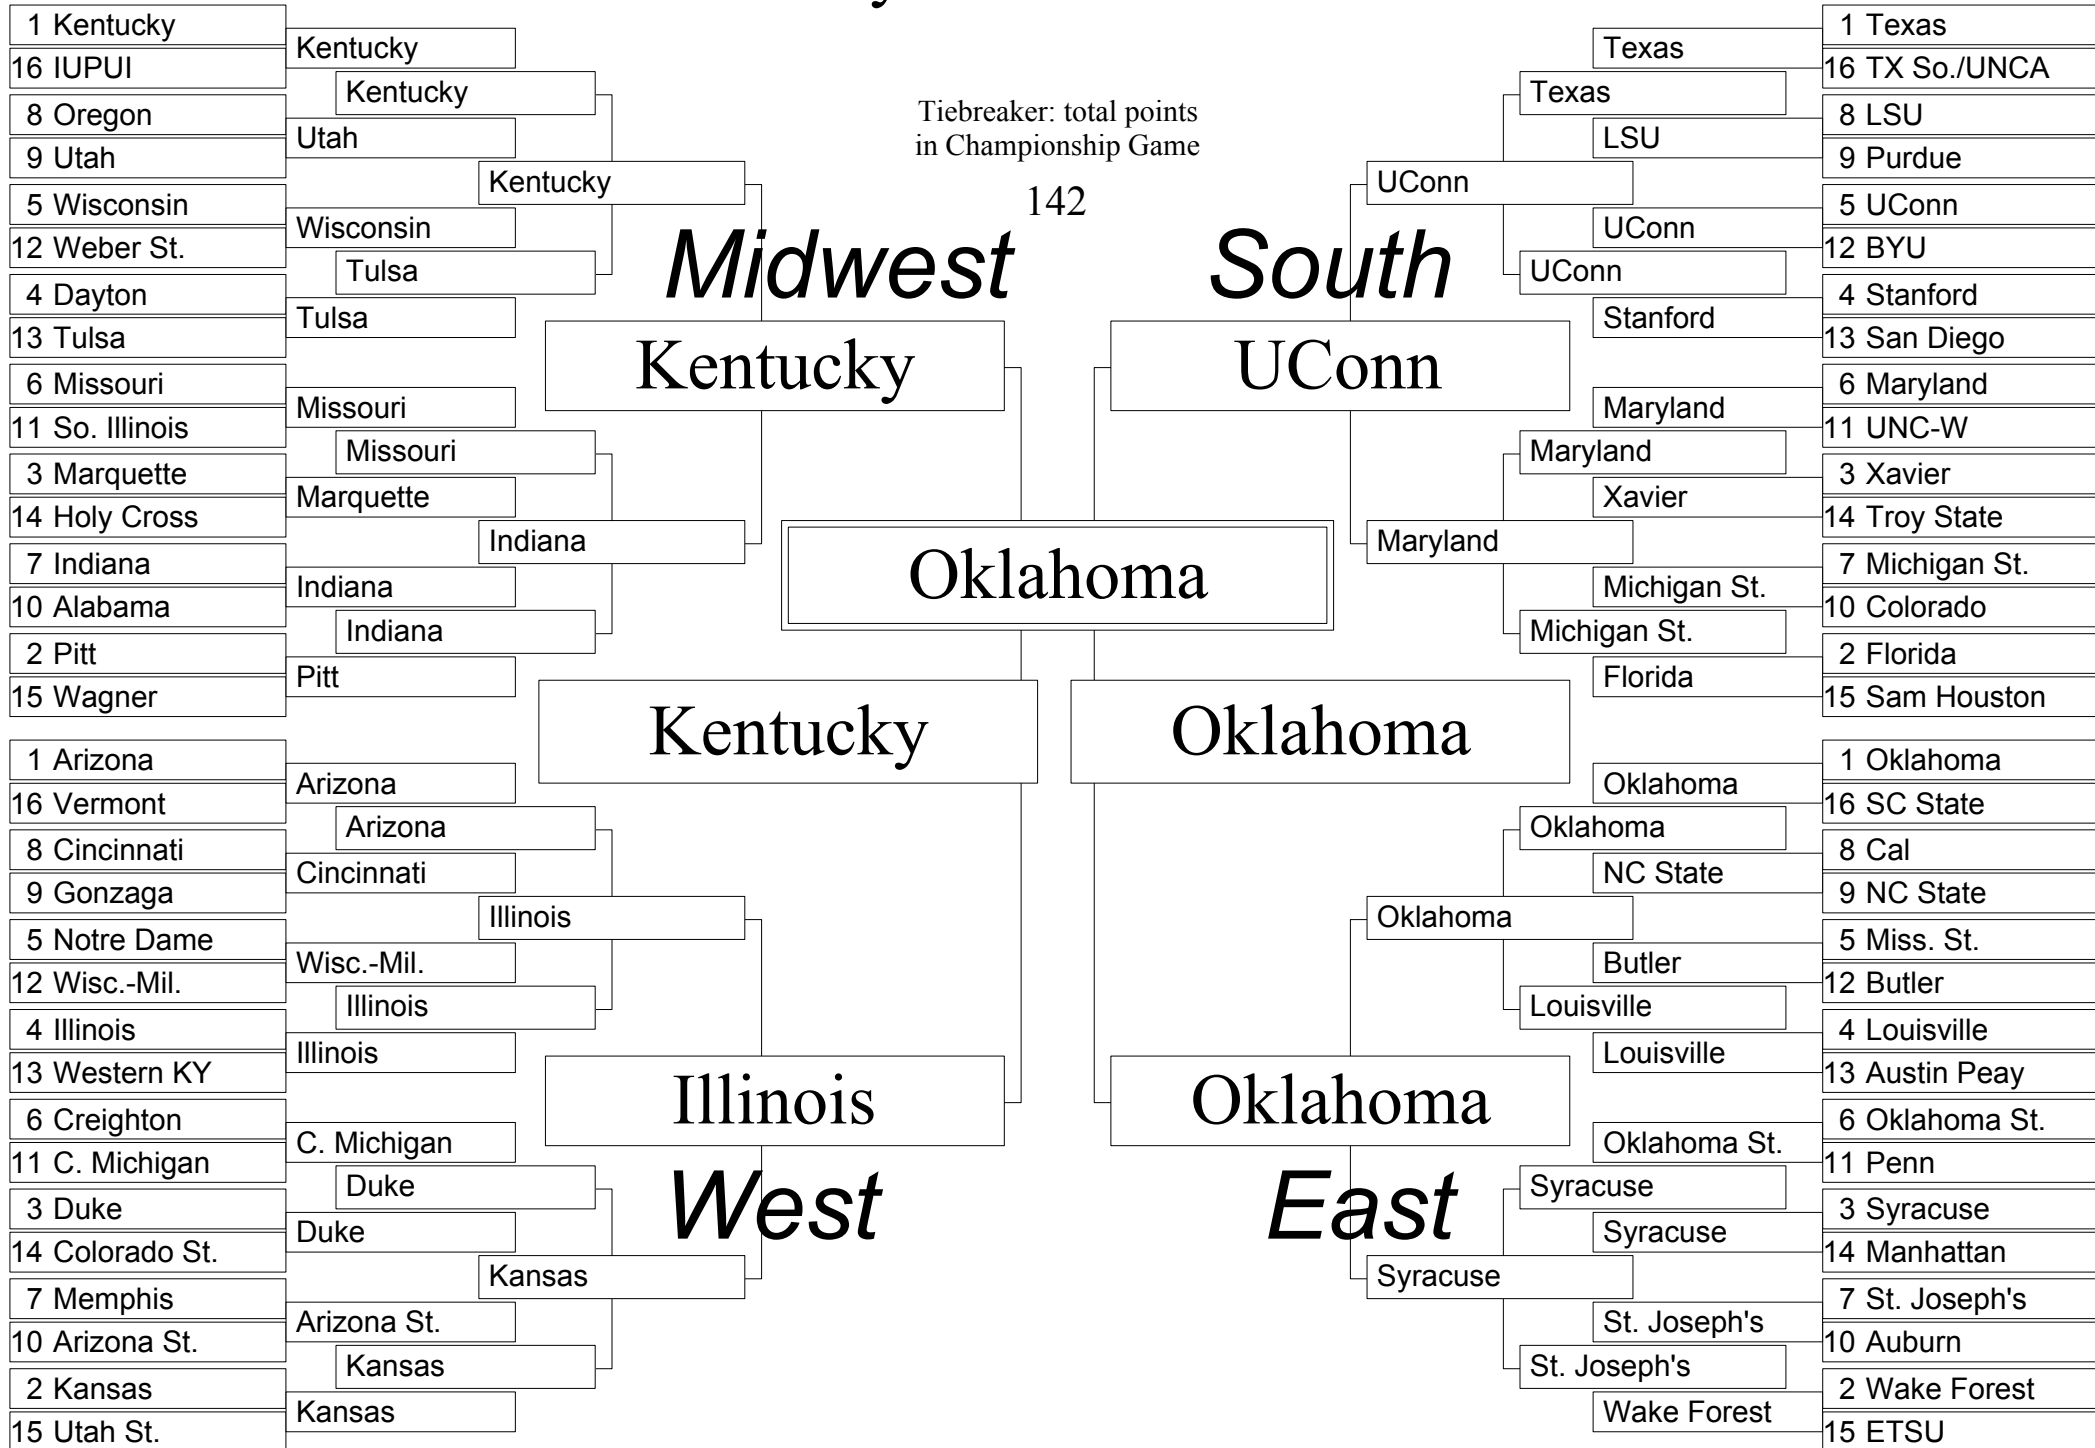 1 Kentucky
16 IUPUI
8 Oregon
9 Utah
5 Wisconsin
12 Weber St.
4 Dayton
13 Tulsa
6 Missouri
11 So. Illinois
3 Marquette
14 Holy Cross
7 Indiana
10 Alabama
2 Pitt
15 Wagner
Kentucky
Utah
Wisconsin
Tulsa
Missouri
Marquette
Indiana
Pitt
Kentucky
Tulsa
Missouri
Indiana
Kentucky
Indiana
Midwest
Kentucky
1 Arizona
16 Vermont
8 Cincinnati
9 Gonzaga
5 Notre Dame
12 Wisc.-Mil.
4 Illinois
13 Western KY
6 Creighton
11 C. Michigan
3 Duke
14 Colorado St.
7 Memphis
10 Arizona St.
2 Kansas
15 Utah St.
Arizona
Cincinnati
Wisc.-Mil.
Illinois
C. Michigan
Duke
Arizona St.
Kansas
Arizona
Illinois
Duke
Kansas
Illinois
Kansas
Illinois
West
Tiebreaker: total points
in Championship Game
142
Oklahoma
Kentucky
Oklahoma
South
UConn
UConn
Maryland
Texas
UConn
Maryland
Michigan St.
Texas
LSU
UConn
Stanford
Maryland
Xavier
Michigan St.
Florida
1 Texas
16 TX So./UNCA
8 LSU
9 Purdue
5 UConn
12 BYU
4 Stanford
13 San Diego
6 Maryland
11 UNC-W
3 Xavier
14 Troy State
7 Michigan St.
10 Colorado
2 Florida
15 Sam Houston
Oklahoma
East
Oklahoma
Syracuse
Oklahoma
Louisville
Syracuse
St. Joseph's
Oklahoma
NC State
Butler
Louisville
Oklahoma St.
Syracuse
St. Joseph's
Wake Forest
1 Oklahoma
16 SC State
8 Cal
9 NC State
5 Miss. St.
12 Butler
4 Louisville
13 Austin Peay
6 Oklahoma St.
11 Penn
3 Syracuse
14 Manhattan
7 St. Joseph's
10 Auburn
2 Wake Forest
15 ETSU